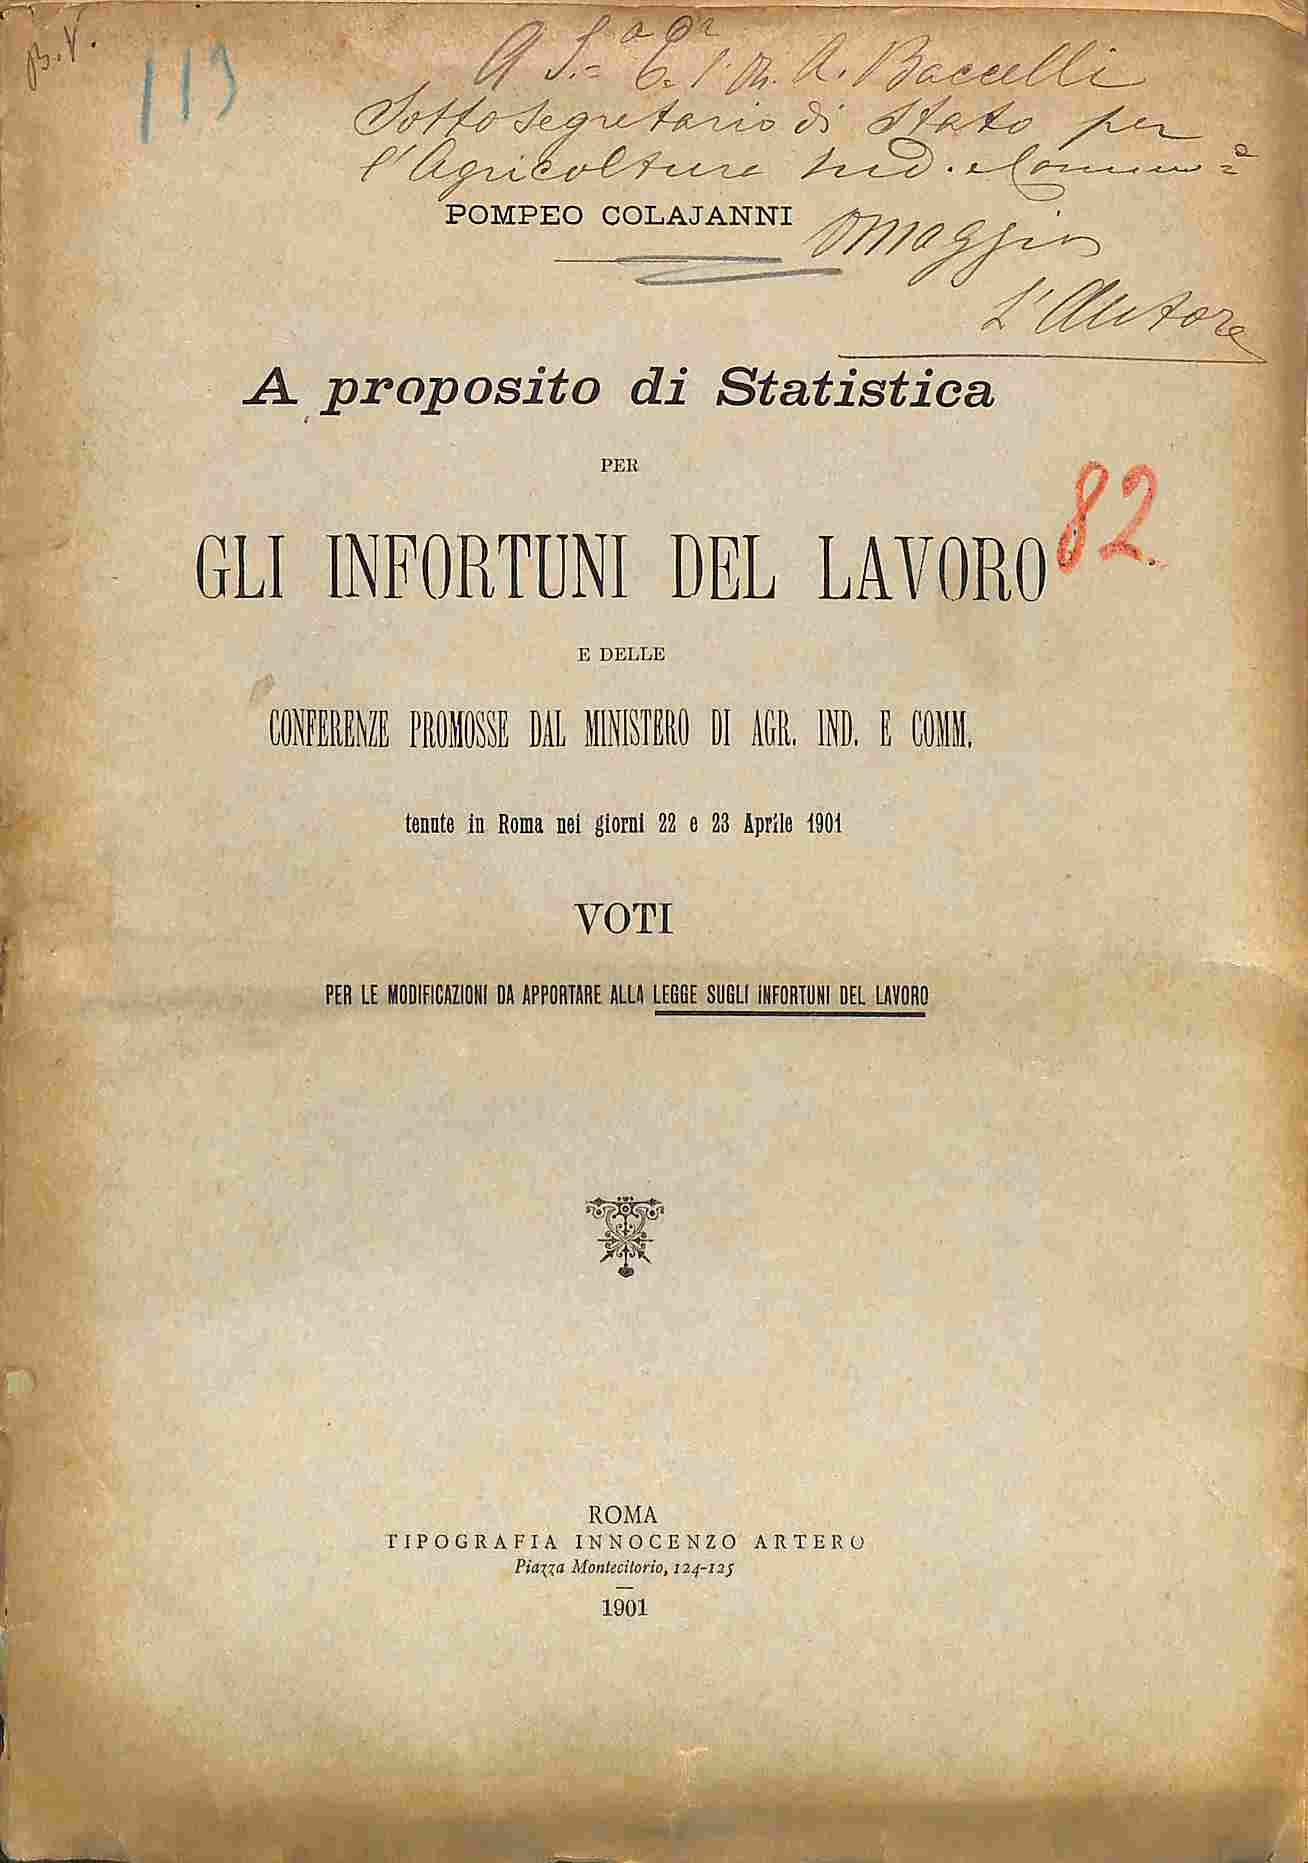 B. V.
113
A S.a E.za l'On. A. Baccelli
Sottosegretario di Stato per
l'Agricoltura Ind. e Comm.o
POMPEO COLAJANNI
omaggio
L'Autore
A proposito di Statistica
PER
GLI INFORTUNI DEL LAVORO
82.
E DELLE
CONFERENZE PROMOSSE DAL MINISTERO DI AGR. IND. E COMM.
tenute in Roma nei giorni 22 e 23 Aprile 1901
VOTI
PER LE MODIFICAZIONI DA APPORTARE ALLA LEGGE SUGLI INFORTUNI DEL LAVORO
ROMA
TIPOGRAFIA INNOCENZO ARTERO
Piazza Montecitorio, 124-125
1901